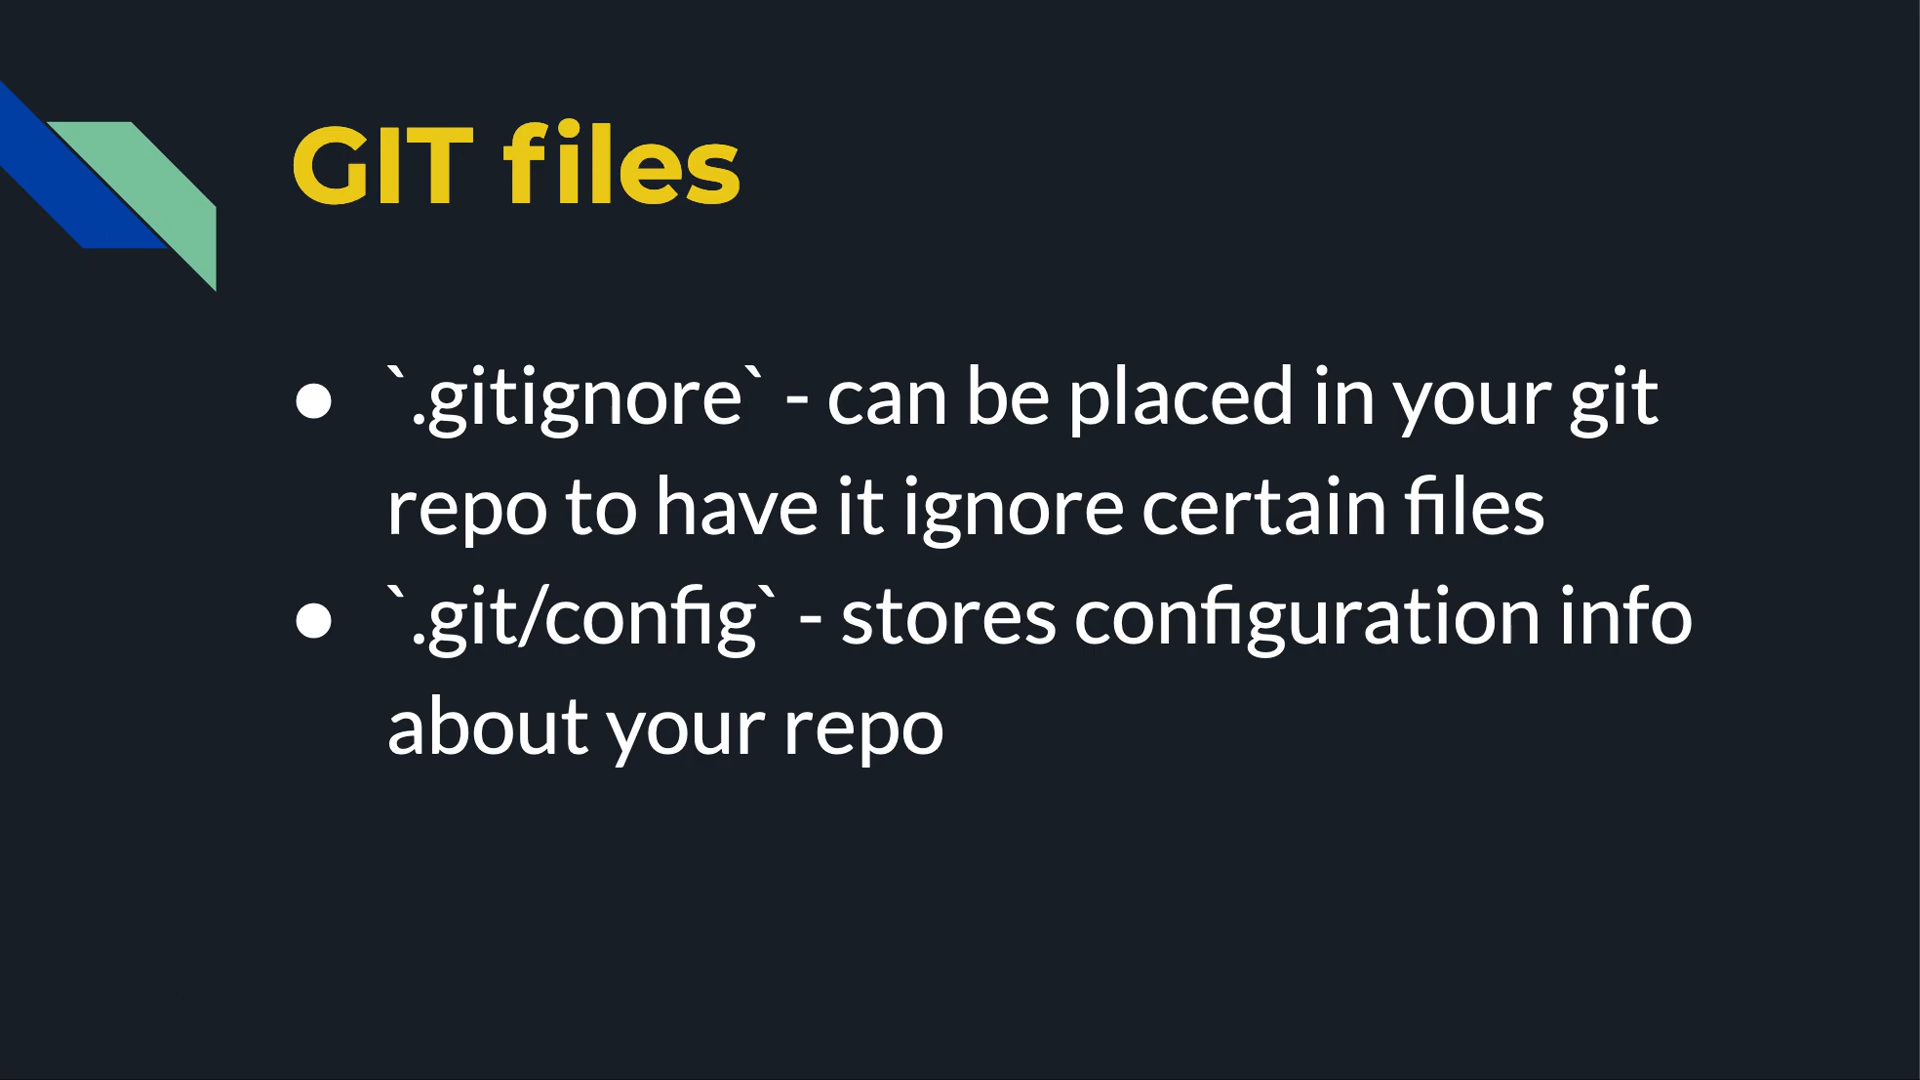 GIT files
● `.gitignore` - can be placed in your git
repo to have it ignore certain files
● `.git/config` - stores configuration info
about your repo